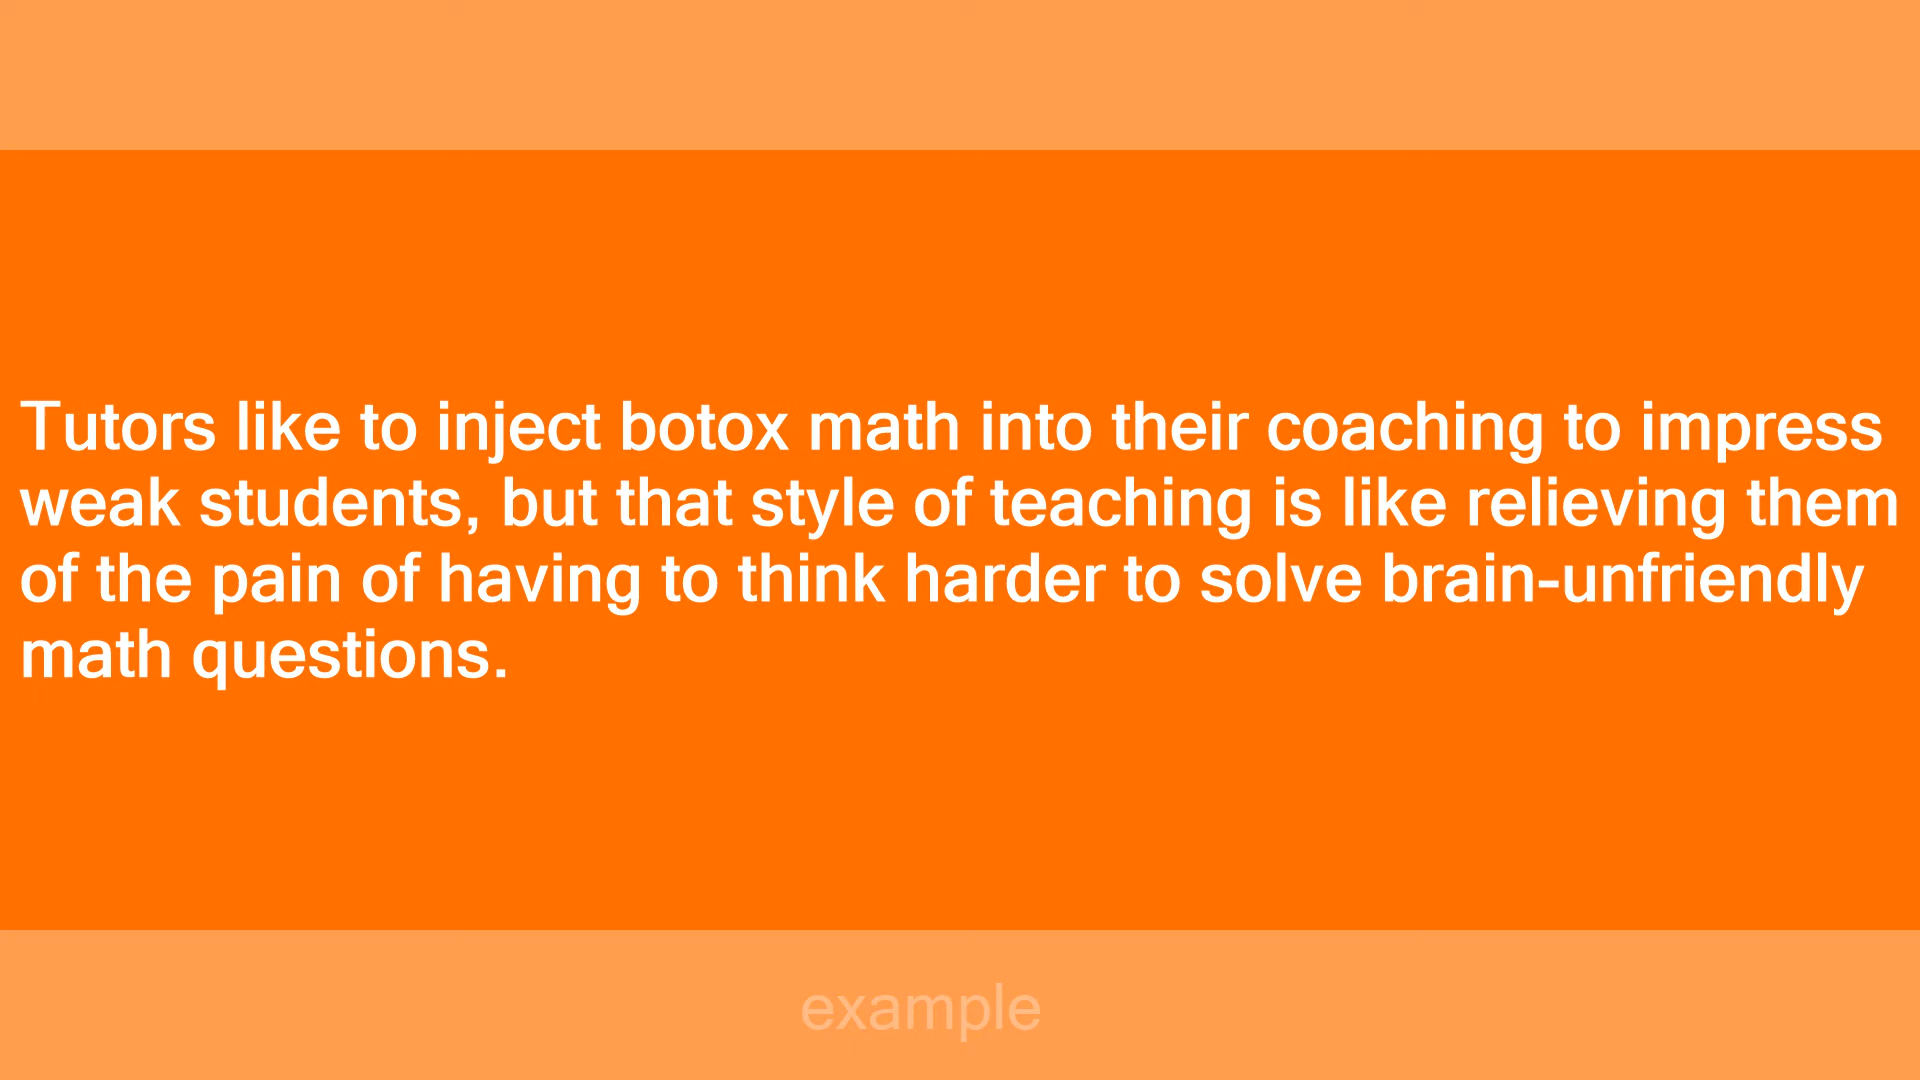 Tutors like to inject botox math into their coaching to impress
weak students, but that style of teaching is like relieving them
of the pain of having to think harder to solve brain-unfriendly
math questions.
example